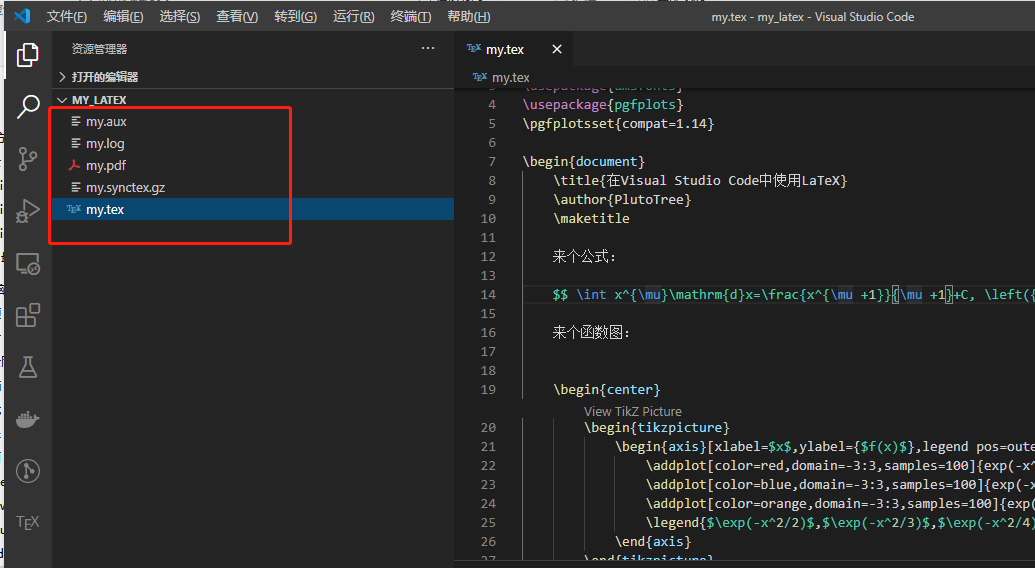 文件(F) 编辑(E) 选择(S) 查看(V) 转到(G) 运行(R) 终端(T) 帮助(H) my.tex - my_latex - Visual Studio Code
资源管理器 ···
打开的编辑器
MY_LATEX
my.aux
my.log
my.pdf
my.synctex.gz
TEX my.tex
TEX
TEX my.tex
TEX my.tex
3 \usepackage{amsfonts}
4 \usepackage{pgfplots}
5 \pgfplotsset{compat=1.14}
6
7 \begin{document}
8 \title{在Visual Studio Code中使用LaTeX}
9 \author{PlutoTree}
10 \maketitle
11
12 来个公式：
13
14 $$ \int x^{\mu}\mathrm{d}x=\frac{x^{\mu +1}}{\mu +1}+C, \left({
15
16 来个函数图：
17
18
19 \begin{center}
View TikZ Picture
20 \begin{tikzpicture}
21 \begin{axis}[xlabel=$x$,ylabel={$f(x)$},legend pos=oute
22 \addplot[color=red,domain=-3:3,samples=100]{exp(-x^
23 \addplot[color=blue,domain=-3:3,samples=100]{exp(-x
24 \addplot[color=orange,domain=-3:3,samples=100]{exp(
25 \legend{$\exp(-x^2/2)$,$\exp(-x^2/3)$,$\exp(-x^2/4)
26 \end{axis}
27 \end{tikzpicture}